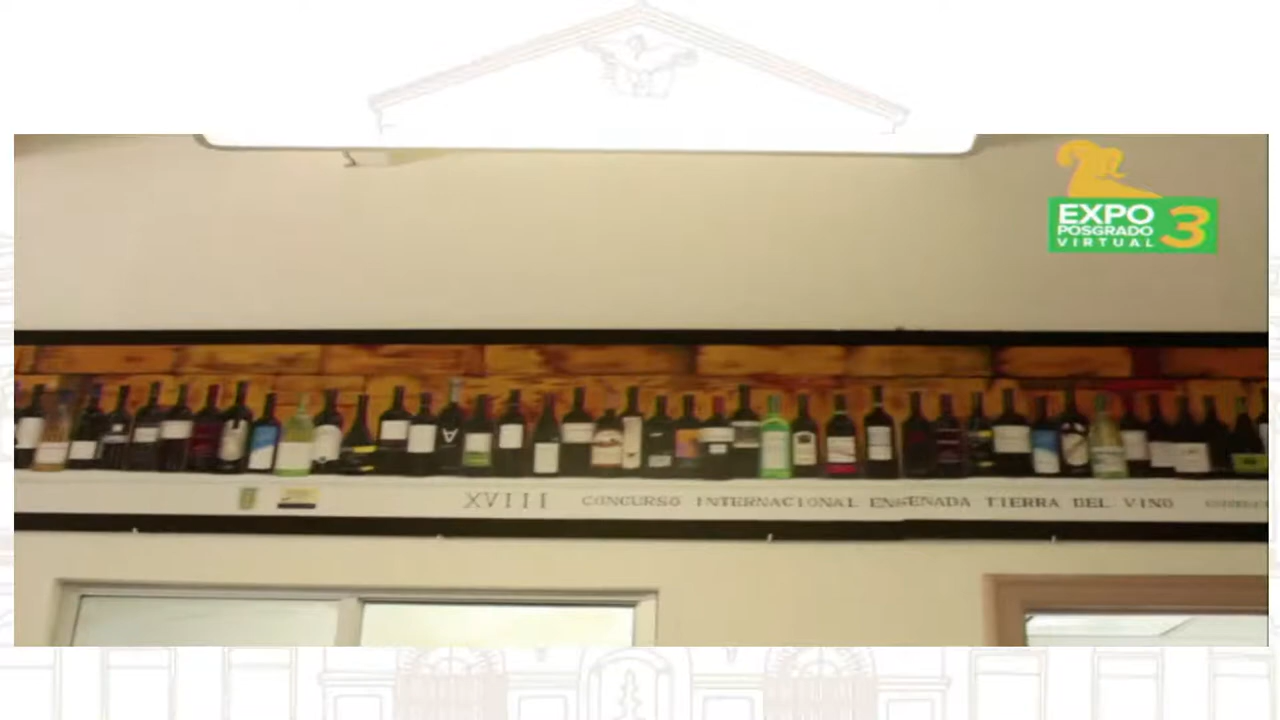 EXPO
POSGRADO
VIRTUAL
3
XVIII CONCURSO INTERNACIONAL ENSENADA TIERRA DEL VINO